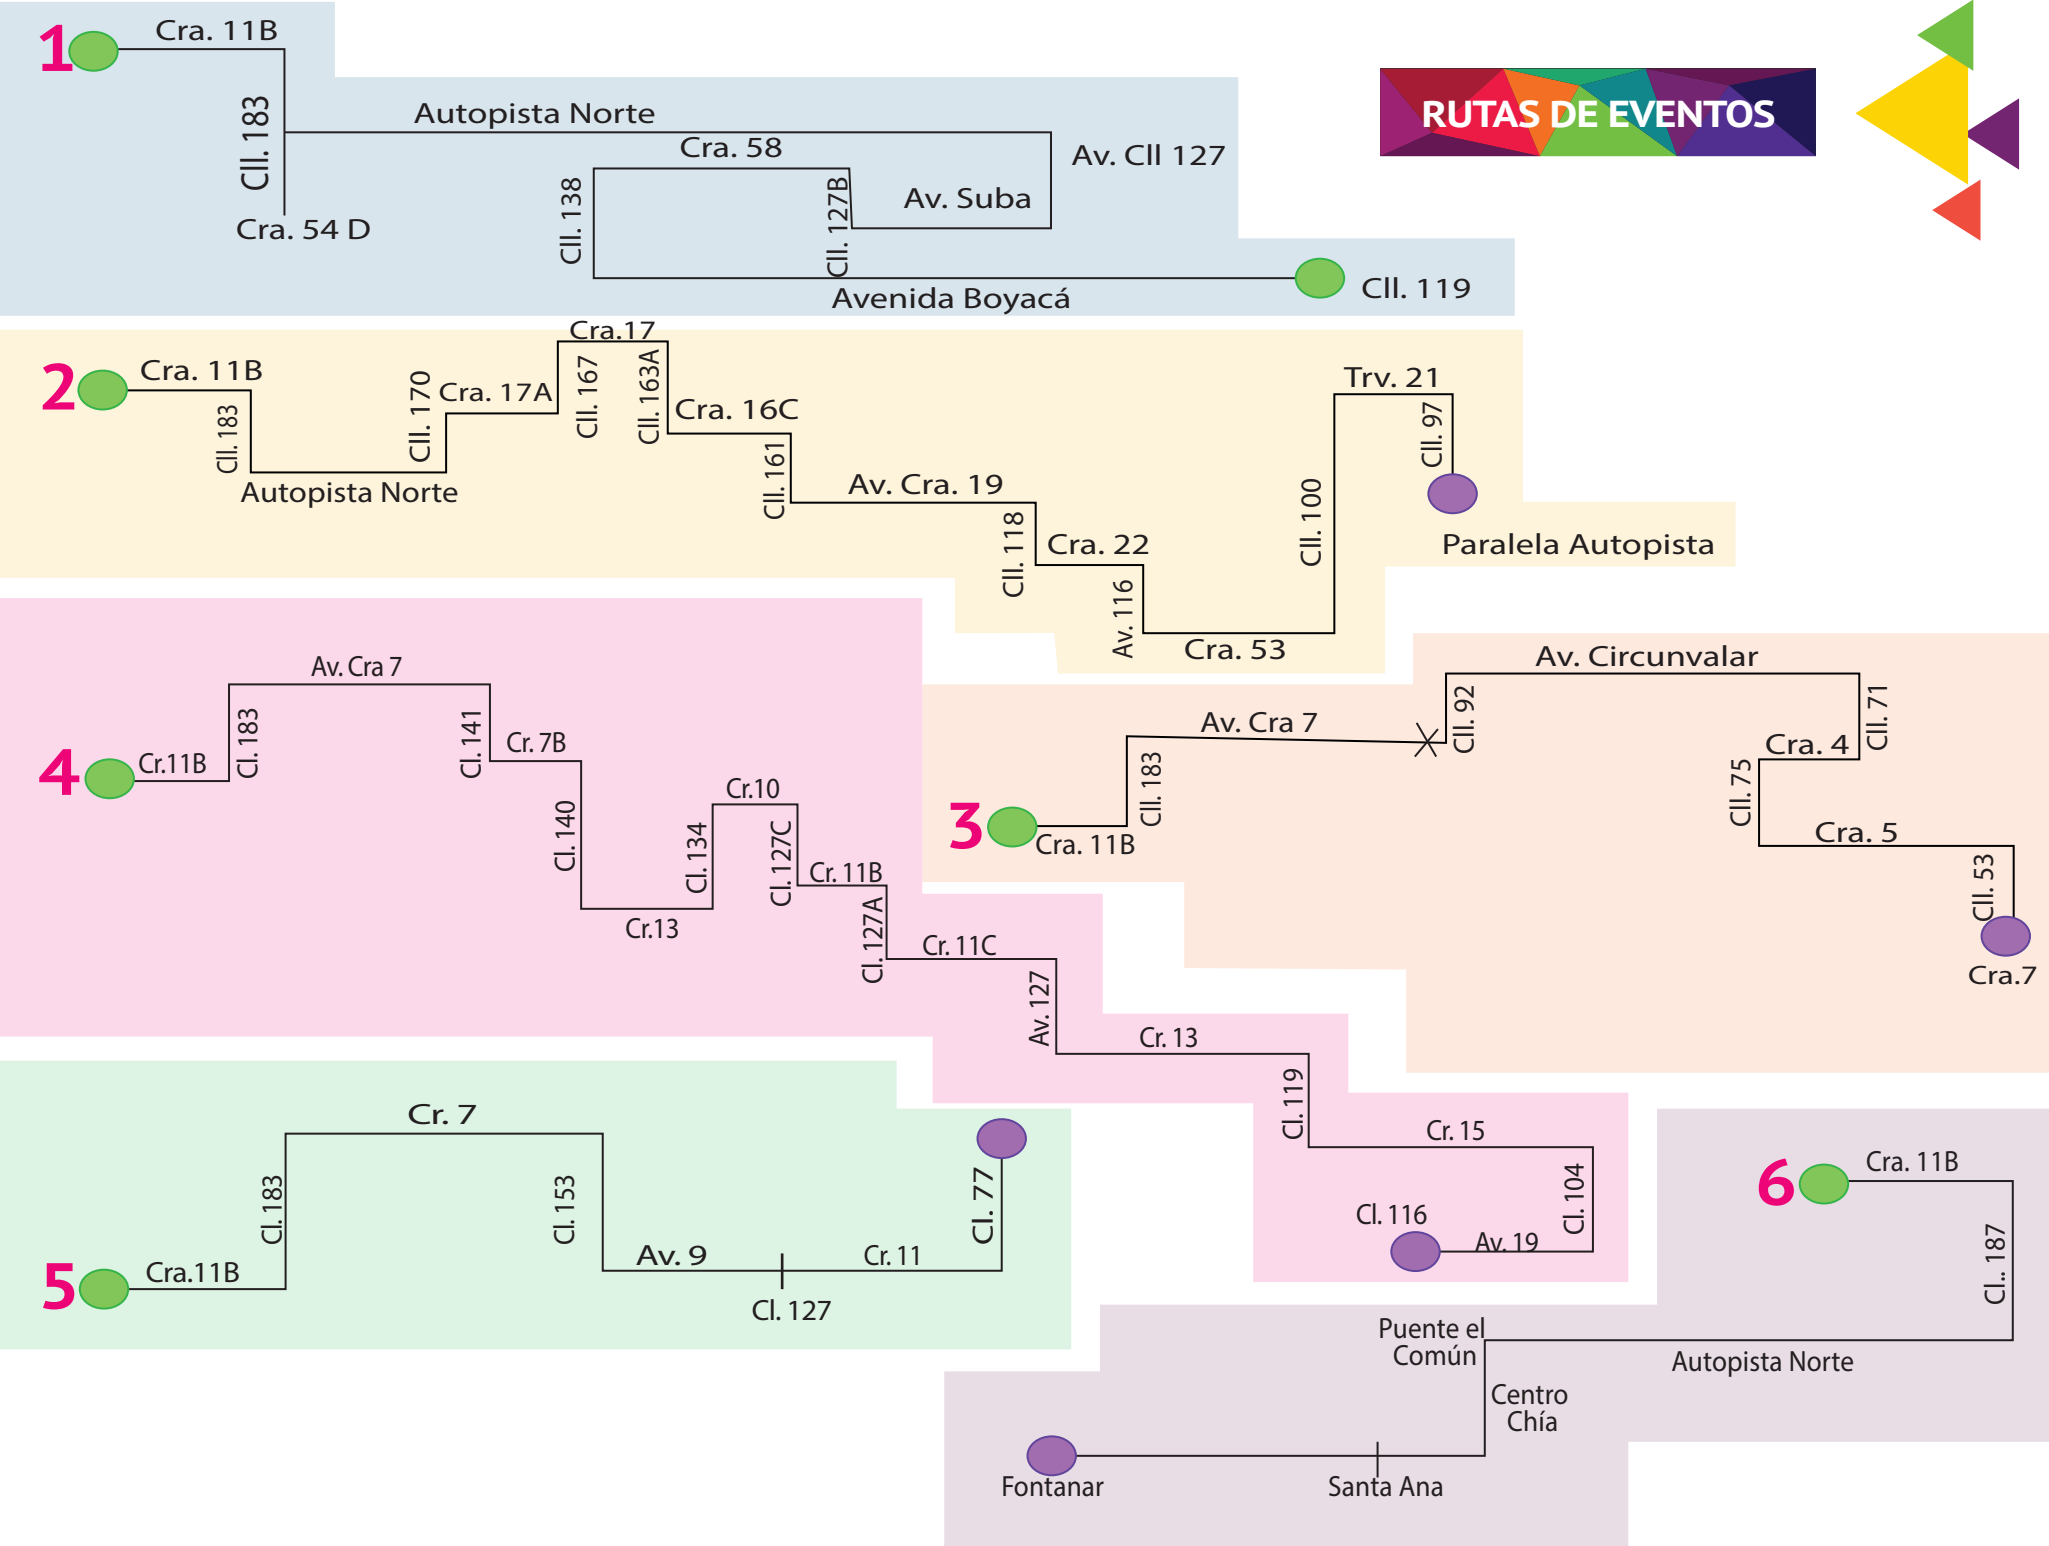 RUTAS DE EVENTOS
1
Cra. 11B
Cll. 183
Cra. 54 D
Autopista Norte
Av. Cll 127
Av. Suba
Cll. 127B
Cra. 58
Cll. 138
Avenida Boyacá
Cll. 119
2
Cra. 11B
Cll. 183
Autopista Norte
Cll. 170
Cra. 17A
Cll. 167
Cra.17
Cll. 163A
Cra. 16C
Cll. 161
Av. Cra. 19
Cll. 118
Cra. 22
Av. 116
Cra. 53
Cll. 100
Trv. 21
Cll. 97
Paralela Autopista
3
Cra. 11B
Cll. 183
Av. Cra 7
Cll. 92
Av. Circunvalar
Cll. 71
Cra. 4
Cll. 75
Cra. 5
Cll. 53
Cra.7
4
Cr.11B
Cl. 183
Av. Cra 7
Cl. 141
Cr. 7B
Cl. 140
Cr.13
Cl. 134
Cr.10
Cl. 127C
Cr. 11B
Cl. 127A
Cr. 11C
Av. 127
Cr. 13
Cl. 119
Cr. 15
Cl. 104
Av. 19
Cl. 116
5
Cra.11B
Cl. 183
Cr. 7
Cl. 153
Av. 9
Cl. 127
Cr. 11
Cl. 77
6
Cra. 11B
Cl.. 187
Autopista Norte
Puente el
Común
Centro
Chía
Santa Ana
Fontanar